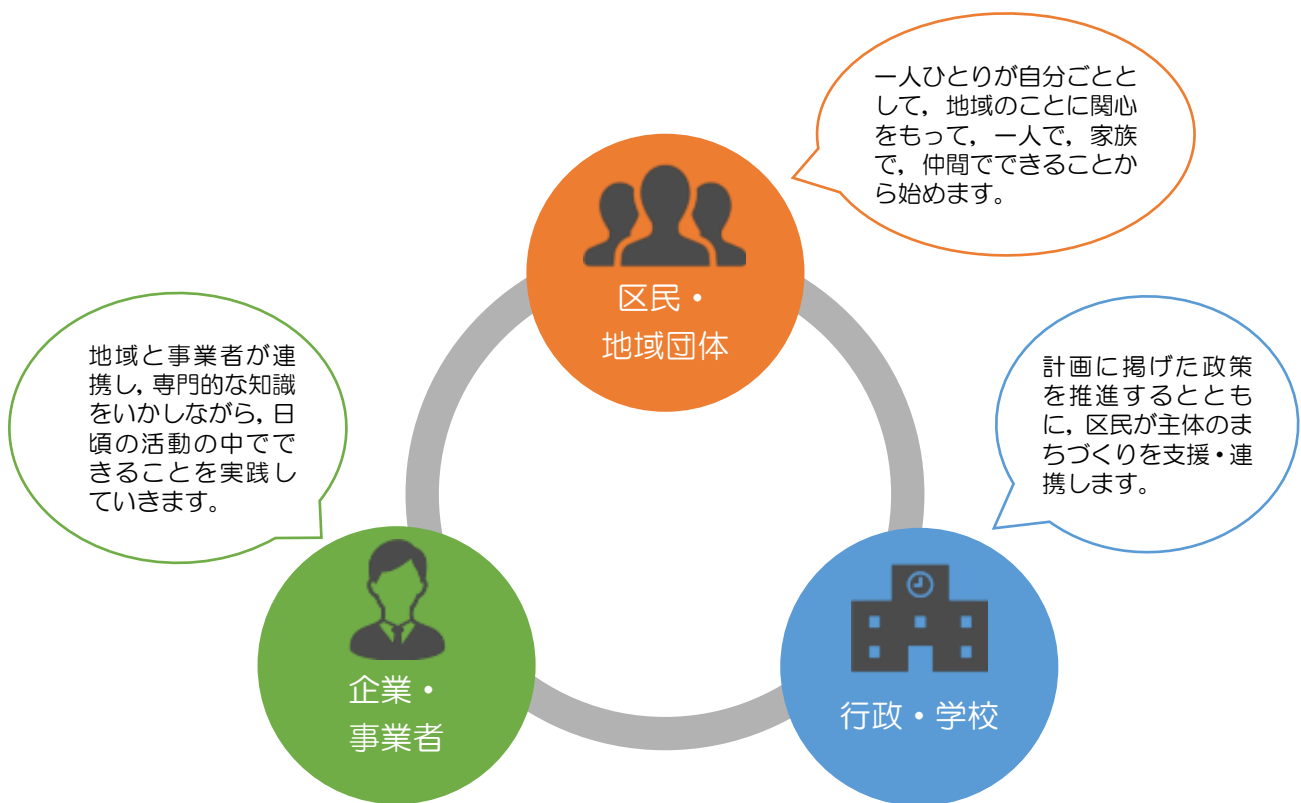 一人ひとりが自分ごとと
して，地域のことに関心
をもって，一人で，家族
で，仲間でできることか
ら始めます。
区民・
地域団体
地域と事業者が連
携し，専門的な知識
をいかしながら，日
頃の活動の中でで
きることを実践し
ていきます。
計画に掲げた政策
を推進するととも
に，区民が主体のま
ちづくりを支援・連
携します。
企業・
事業者
行政・学校